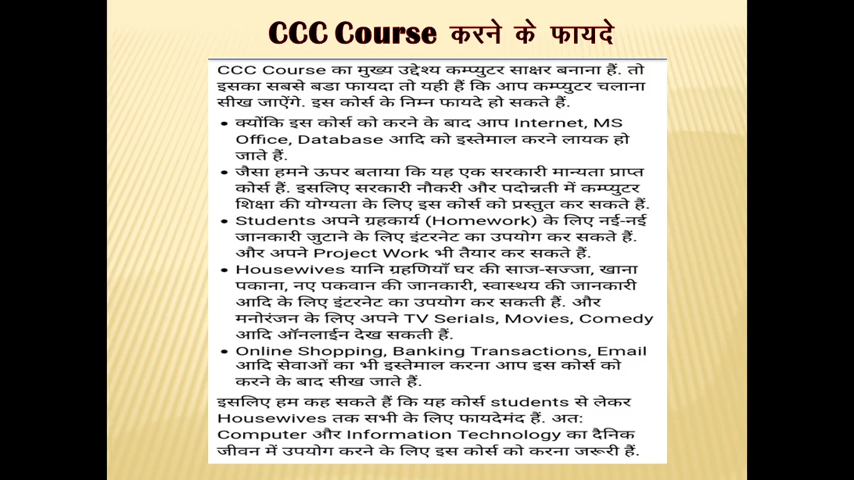 CCC Course करने के फायदे
CCC Course का मुख्य उद्देश्य कम्प्युटर साक्षर बनाना हैं. तो
इसका सबसे बडा फायदा तो यही हैं कि आप कम्प्युटर चलाना
सीख जाऐंगे. इस कोर्स के निम्न फायदे हो सकते हैं.
• क्योंकि इस कोर्स को करने के बाद आप Internet, MS
Office, Database आदि को इस्तेमाल करने लायक हो
जाते हैं.
• जैसा हमने ऊपर बताया कि यह एक सरकारी मान्यता प्राप्त
कोर्स हैं. इसलिए सरकारी नौकरी और पदोन्नती में कम्प्युटर
शिक्षा की योग्यता के लिए इस कोर्स को प्रस्तुत कर सकते हैं.
• Students अपने ग्रहकार्य (Homework) के लिए नई-नई
जानकारी जुटाने के लिए इंटरनेट का उपयोग कर सकते हैं.
और अपने Project Work भी तैयार कर सकते हैं.
• Housewives यानि ग्रहणियाँ घर की साज-सज्जा, खाना
पकाना, नए पकवान की जानकारी, स्वास्थय की जानकारी
आदि के लिए इंटरनेट का उपयोग कर सकती हैं. और
मनोरंजन के लिए अपने TV Serials, Movies, Comedy
आदि ऑनलाईन देख सकती हैं.
• Online Shopping, Banking Transactions, Email
आदि सेवाओं का भी इस्तेमाल करना आप इस कोर्स को
करने के बाद सीख जाते हैं.
इसलिए हम कह सकते हैं कि यह कोर्स students से लेकर
Housewives तक सभी के लिए फायदेमंद हैं. अत:
Computer और Information Technology का दैनिक
जीवन में उपयोग करने के लिए इस कोर्स को करना जरूरी हैं.